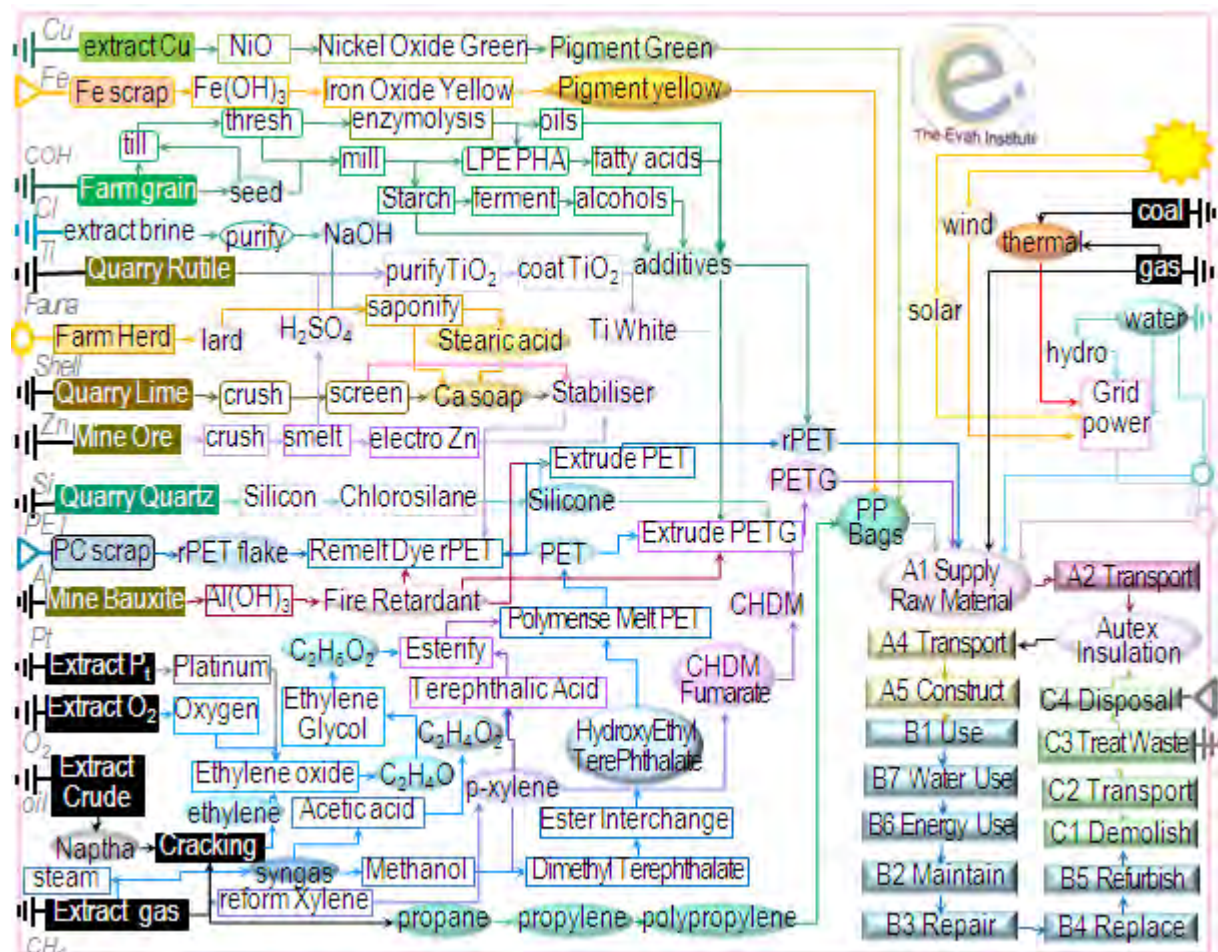 Cu
extract Cu NiO Nickel Oxide Green Pigment Green
Fe
Fe scrap Fe(OH)3 Iron Oxide Yellow Pigment yellow
The Evah Institute
thresh enzymolysis oils
till
COH
mill LPE PHA fatty acids
Farm grain seed
Starch ferment alcohols
Cl
extract brine purify NaOH
wind thermal coal
Ti
Quarry Rutile purifyTiO2 coat TiO2 additives
gas
Fauna
saponify
solar
Farm Herd lard H2SO4 Stearic acid Ti White
water
hydro
Shell
Quarry Lime crush screen Ca soap Stabiliser
Grid
power
Zn
Mine Ore crush smelt electro Zn
rPET
Extrude PET
PETG
Si
Quarry Quartz Silicon Chlorosilane Silicone
PP
Bags
PET
PC scrap rPET flake Remelt Dye rPET PET Extrude PETG
A1 Supply
Raw Material
A2 Transport
Al
Mine Bauxite Al(OH)3 Fire Retardant
CHDM
Polymerise Melt PET
A4 Transport
Autex
Insulation
Pt
Extract Pt Platinum
C2H6O2 Esterify
CHDM
Fumarate
A5 Construct
C4 Disposal
Terephthalic Acid
Extract O2 Oxygen
Ethylene
Glycol
C2H4O2
HydroxyEthyl
TerePhthalate
B1 Use
C3 Treat Waste
O2
Extract
Crude
Ethylene oxide C2H4O
p-xylene
B7 Water Use
C2 Transport
oil
ethylene Acetic acid
Ester Interchange
B6 Energy Use
C1 Demolish
Naptha Cracking
steam syngas Methanol Dimethyl Terephthalate
B2 Maintain
B5 Refurbish
reform Xylene
Extract gas
propane propylene polypropylene
B3 Repair
B4 Replace
CH4